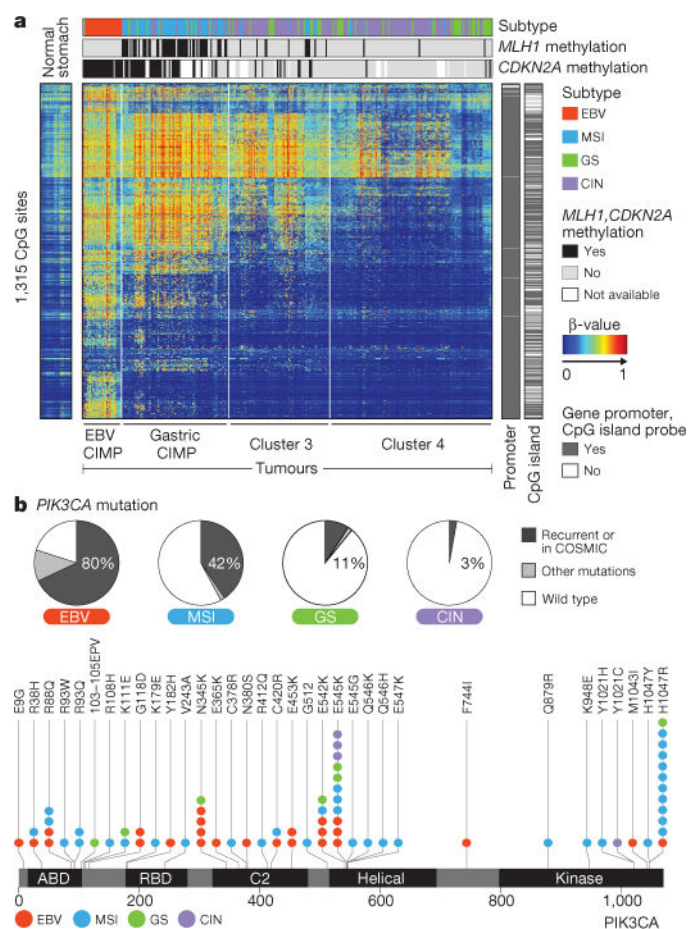 a
Normal
stomach
Subtype
MLH1 methylation
CDKN2A methylation
1,315 CpG sites
Subtype
EBV
MSI
GS
CIN
MLH1,CDKN2A
methylation
Yes
No
Not available
β-value
0 1
Gene promoter,
CpG island probe
Yes
No
EBV
CIMP
Gastric
CIMP
Cluster 3
Cluster 4
Tumours
Promoter
CpG island
b PIK3CA mutation
80%
42%
11%
3%
EBV
MSI
GS
CIN
Recurrent or
in COSMIC
Other mutations
Wild type
E9G
R38H
R88Q
R93W
R93Q
103–105EPV
R108H
K111E
G118D
K179E
Y182H
V243A
N345K
E365K
C378R
N380S
R412Q
C420R
E453K
G512
E542K
E545K
E545G
Q546K
Q546H
E547K
F744I
Q879R
K948E
Y1021H
Y1021C
M1043I
H1047Y
H1047R
ABD
RBD
C2
Helical
Kinase
0 200 400 600 800 1,000
PIK3CA
EBV MSI GS CIN